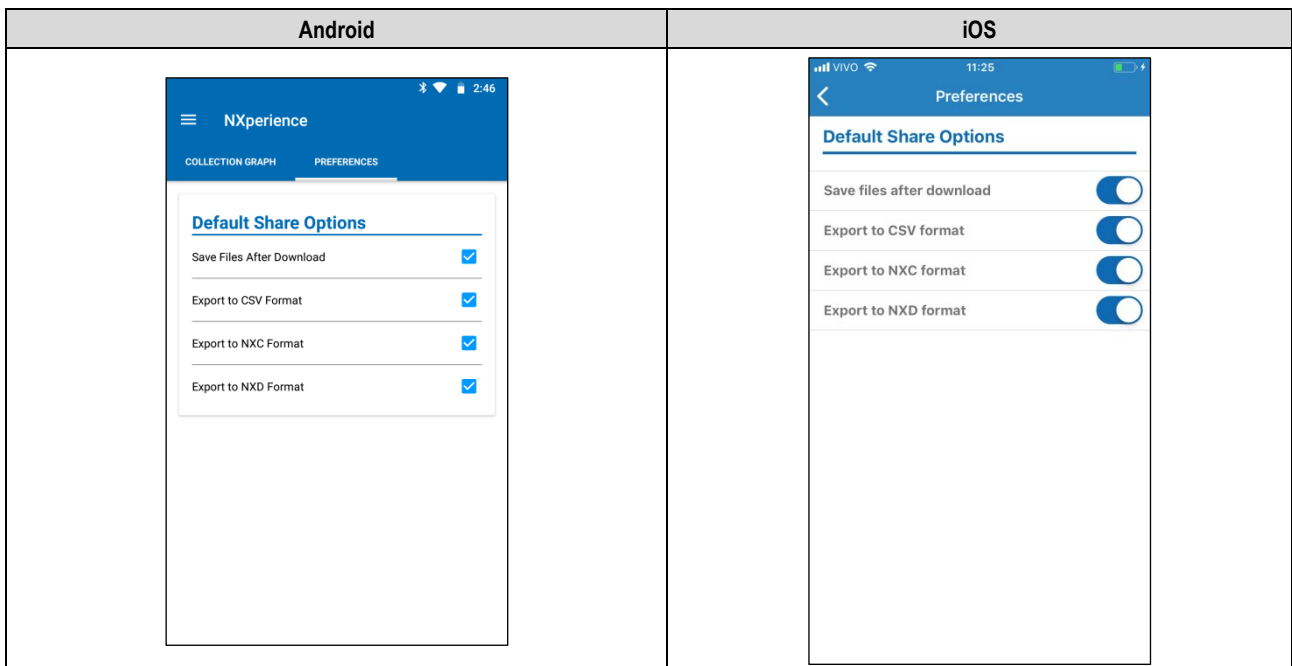 Android
iOS
2:46
NXperience
COLLECTION GRAPH PREFERENCES
Default Share Options
Save Files After Download
Export to CSV Format
Export to NXC Format
Export to NXD Format
VIVO 11:25
Preferences
Default Share Options
Save files after download
Export to CSV format
Export to NXC format
Export to NXD format